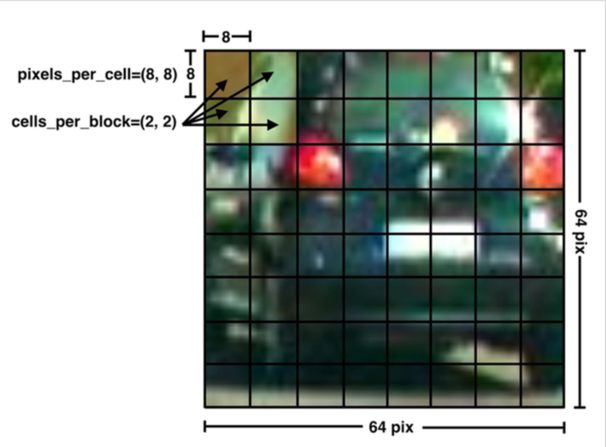 8
pixels_per_cell=(8, 8) 8
cells_per_block=(2, 2)
64 pix
64 pix